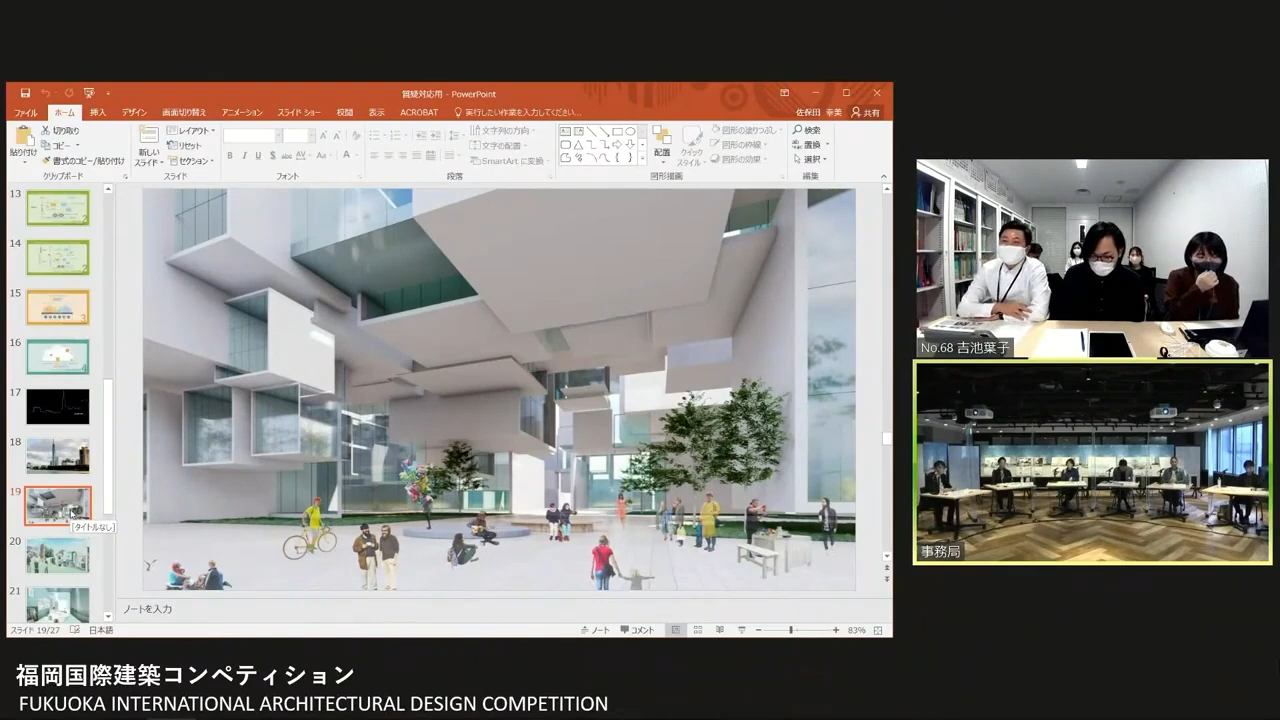 質疑対応用 - PowerPoint
ファイル ホーム 挿入 デザイン 画面切り替え アニメーション スライド ショー 校閲 表示 ACROBAT 実行したい作業を入力してください... 佐保田 幸美 共有
切り取り
コピー
書式のコピー/貼り付け
貼り付け
クリップボード
新しい
スライド
レイアウト
リセット
セクション
スライド
B I U S abc AV Aa A
フォント
文字列の方向
文字の配置
SmartArt に変換
段落
配置
クイック
スタイル
図形の塗りつぶし
図形の枠線
図形の効果
図形描画
検索
置換
選択
編集
13
14
15
16
17
18
19
[タイトルなし]
20
21
ノートを入力
スライド 19/27 日本語 ノート コメント 83%
No.68 吉池葉子
事務局
福岡国際建築コンペティション
FUKUOKA INTERNATIONAL ARCHITECTURAL DESIGN COMPETITION